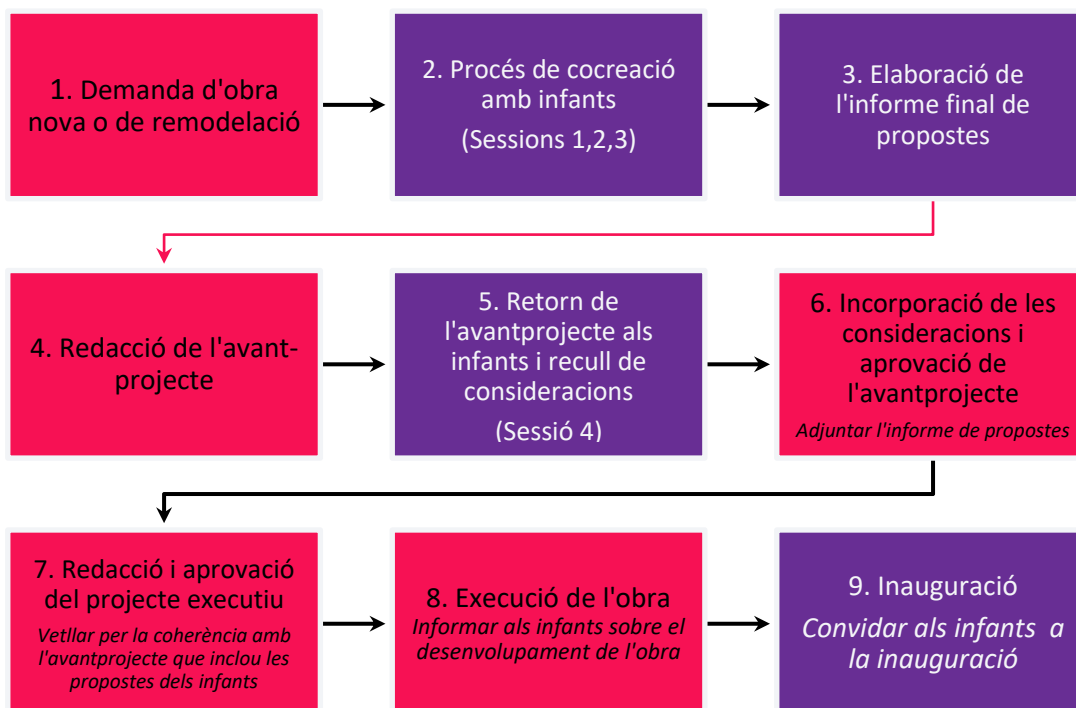 1. Demanda d'obra
nova o de remodelació
2. Procés de cocreació
amb infants
(Sessions 1,2,3)
3. Elaboració de
l'informe final de
propostes
4. Redacció de l'avant-
projecte
5. Retorn de
l'avantprojecte als
infants i recull de
consideracions
(Sessió 4)
6. Incorporació de les
consideracions i
aprovació de
l'avantprojecte
Adjuntar l'informe de propostes
7. Redacció i aprovació
del projecte executiu
Vetllar per la coherència amb
l'avantprojecte que inclou les
propostes dels infants
8. Execució de l'obra
Informar als infants sobre el
desenvolupament de l'obra
9. Inauguració
Convidar als infants a
la inauguració